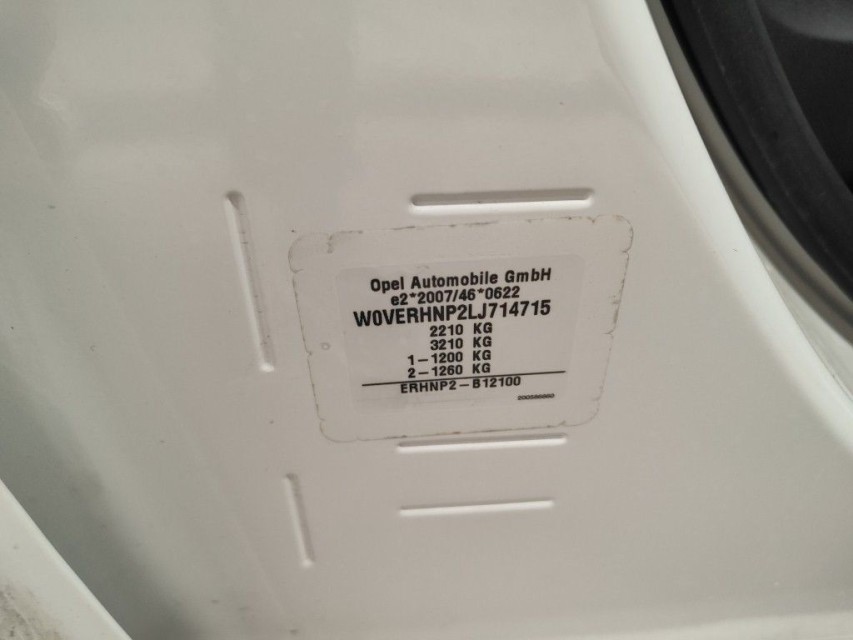 Opel Automobile GmbH
e2*2007/46*0622
W0VERHNP2LJ714715
2210 KG
3210 KG
1-1200 KG
2-1260 KG
ERHNP2-B12100